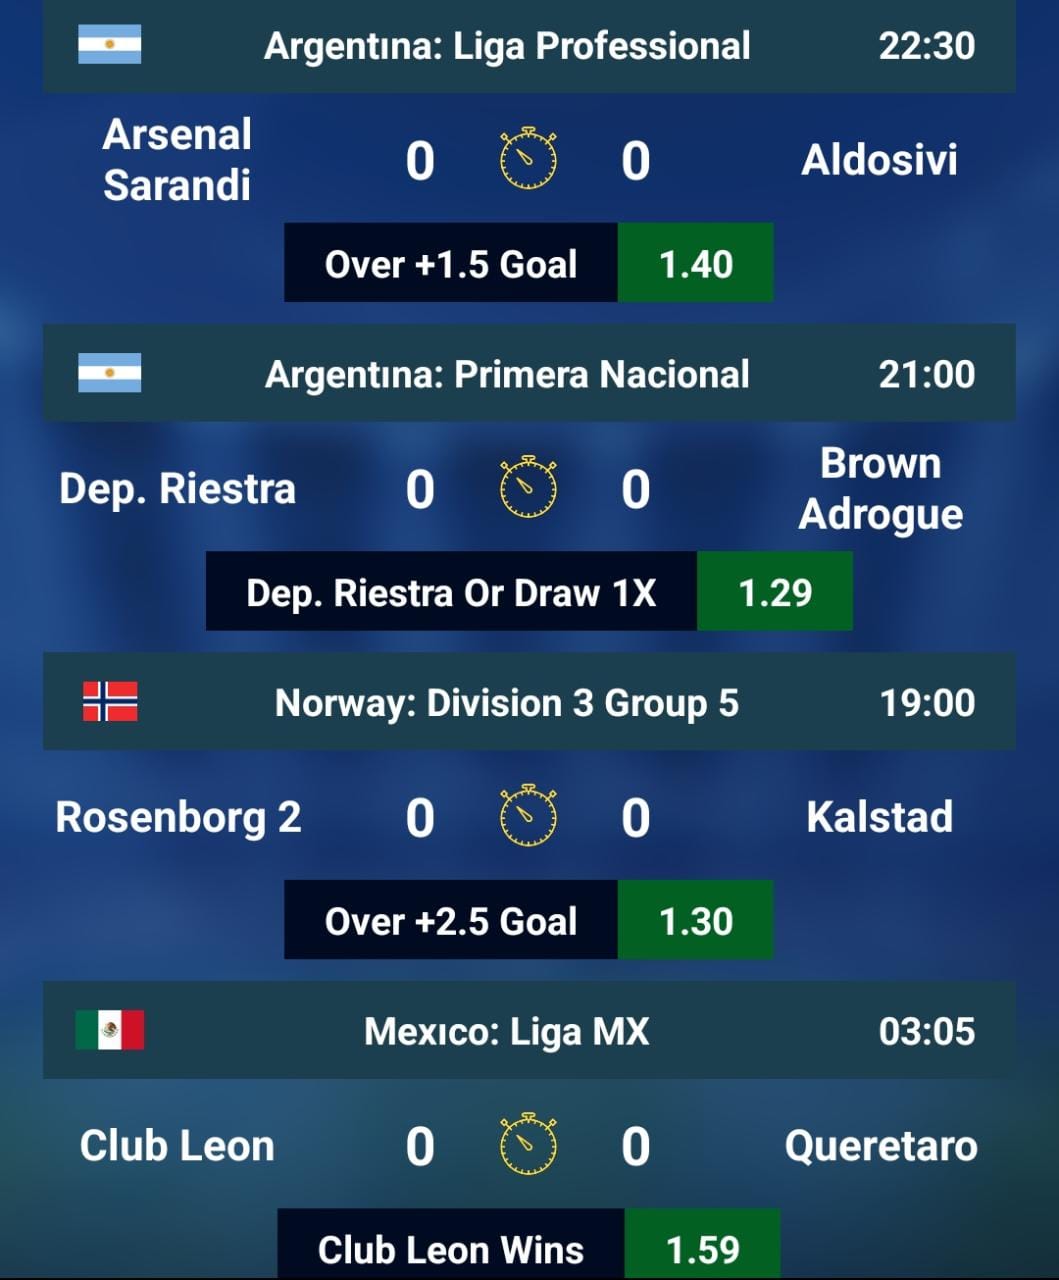 Argentına: Liga Professional 22:30
Arsenal
Sarandi
0 0 Aldosivi
Over +1.5 Goal 1.40
Argentına: Primera Nacional 21:00
Dep. Riestra 0 0 Brown
Adrogue
Dep. Riestra Or Draw 1X 1.29
Norway: Division 3 Group 5 19:00
Rosenborg 2 0 0 Kalstad
Over +2.5 Goal 1.30
Mexıco: Liga MX 03:05
Club Leon 0 0 Queretaro
Club Leon Wins 1.59